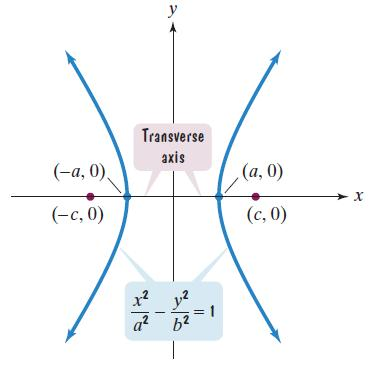 y
Transverse
axis
(−a, 0)
(a, 0)
x
(−c, 0)
(c, 0)
x²/a² − y²/b² = 1